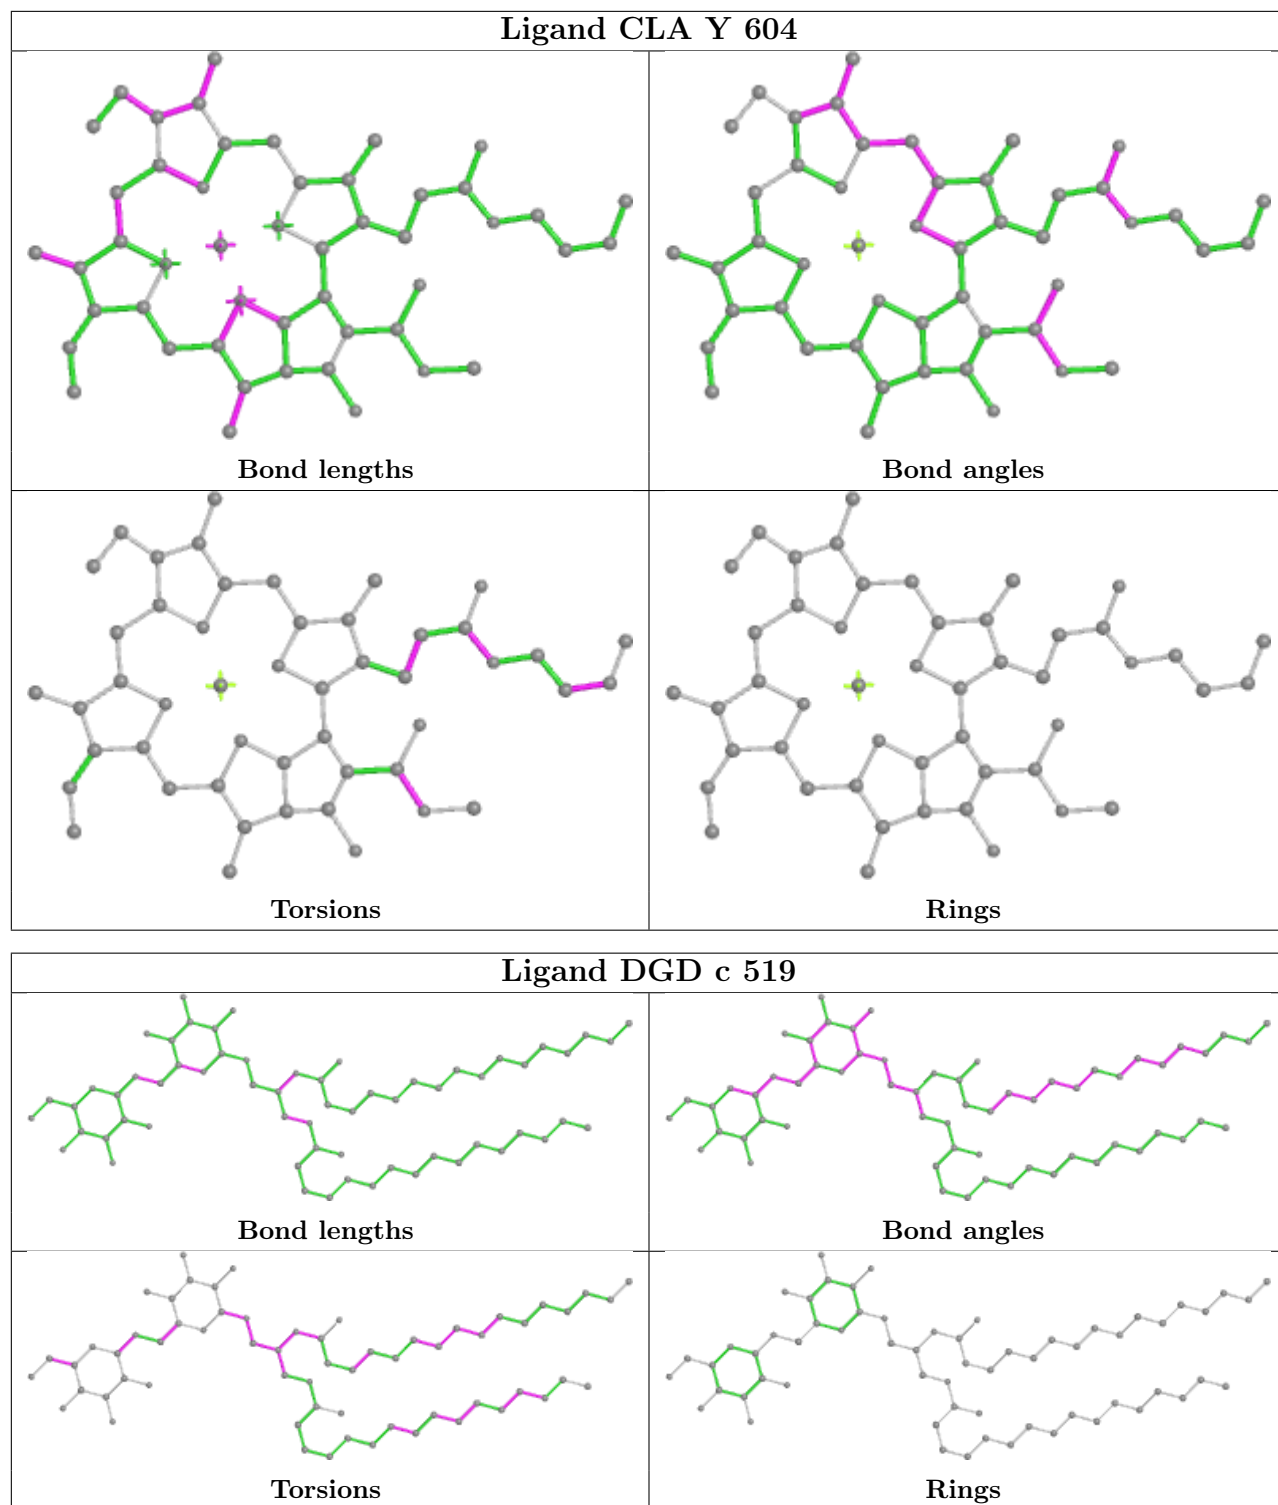 Ligand CLA Y 604
Bond lengths
Bond angles
Torsions
Rings
Ligand DGD c 519
Bond lengths
Bond angles
Torsions
Rings